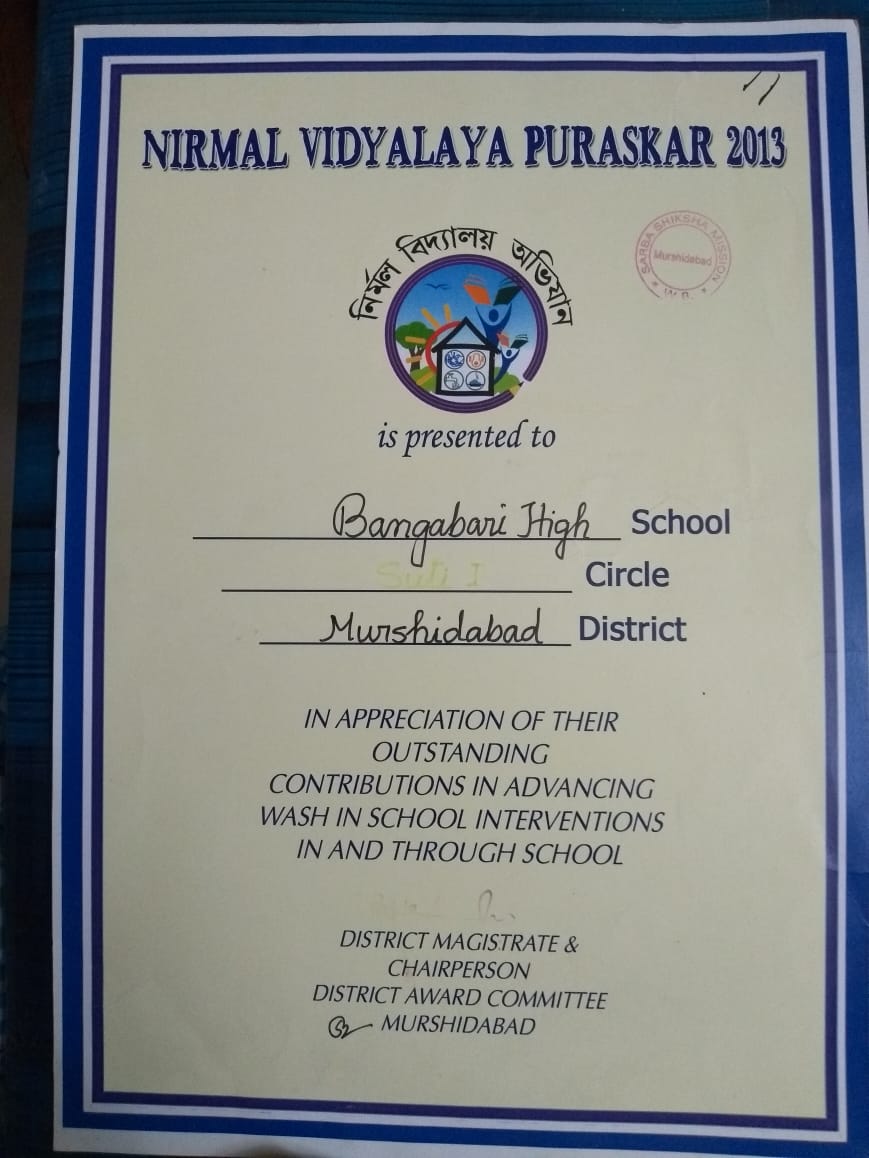 NIRMAL VIDYALAYA PURASKAR 2013
নির্মল বিদ্যালয় অভিযান
SARBA SHIKSHA MISSION
Murshidabad
* W.B. *
is presented to
Bangabari High School
Suti I Circle
Murshidabad District
IN APPRECIATION OF THEIR
OUTSTANDING
CONTRIBUTIONS IN ADVANCING
WASH IN SCHOOL INTERVENTIONS
IN AND THROUGH SCHOOL
DISTRICT MAGISTRATE &
CHAIRPERSON
DISTRICT AWARD COMMITTEE
MURSHIDABAD